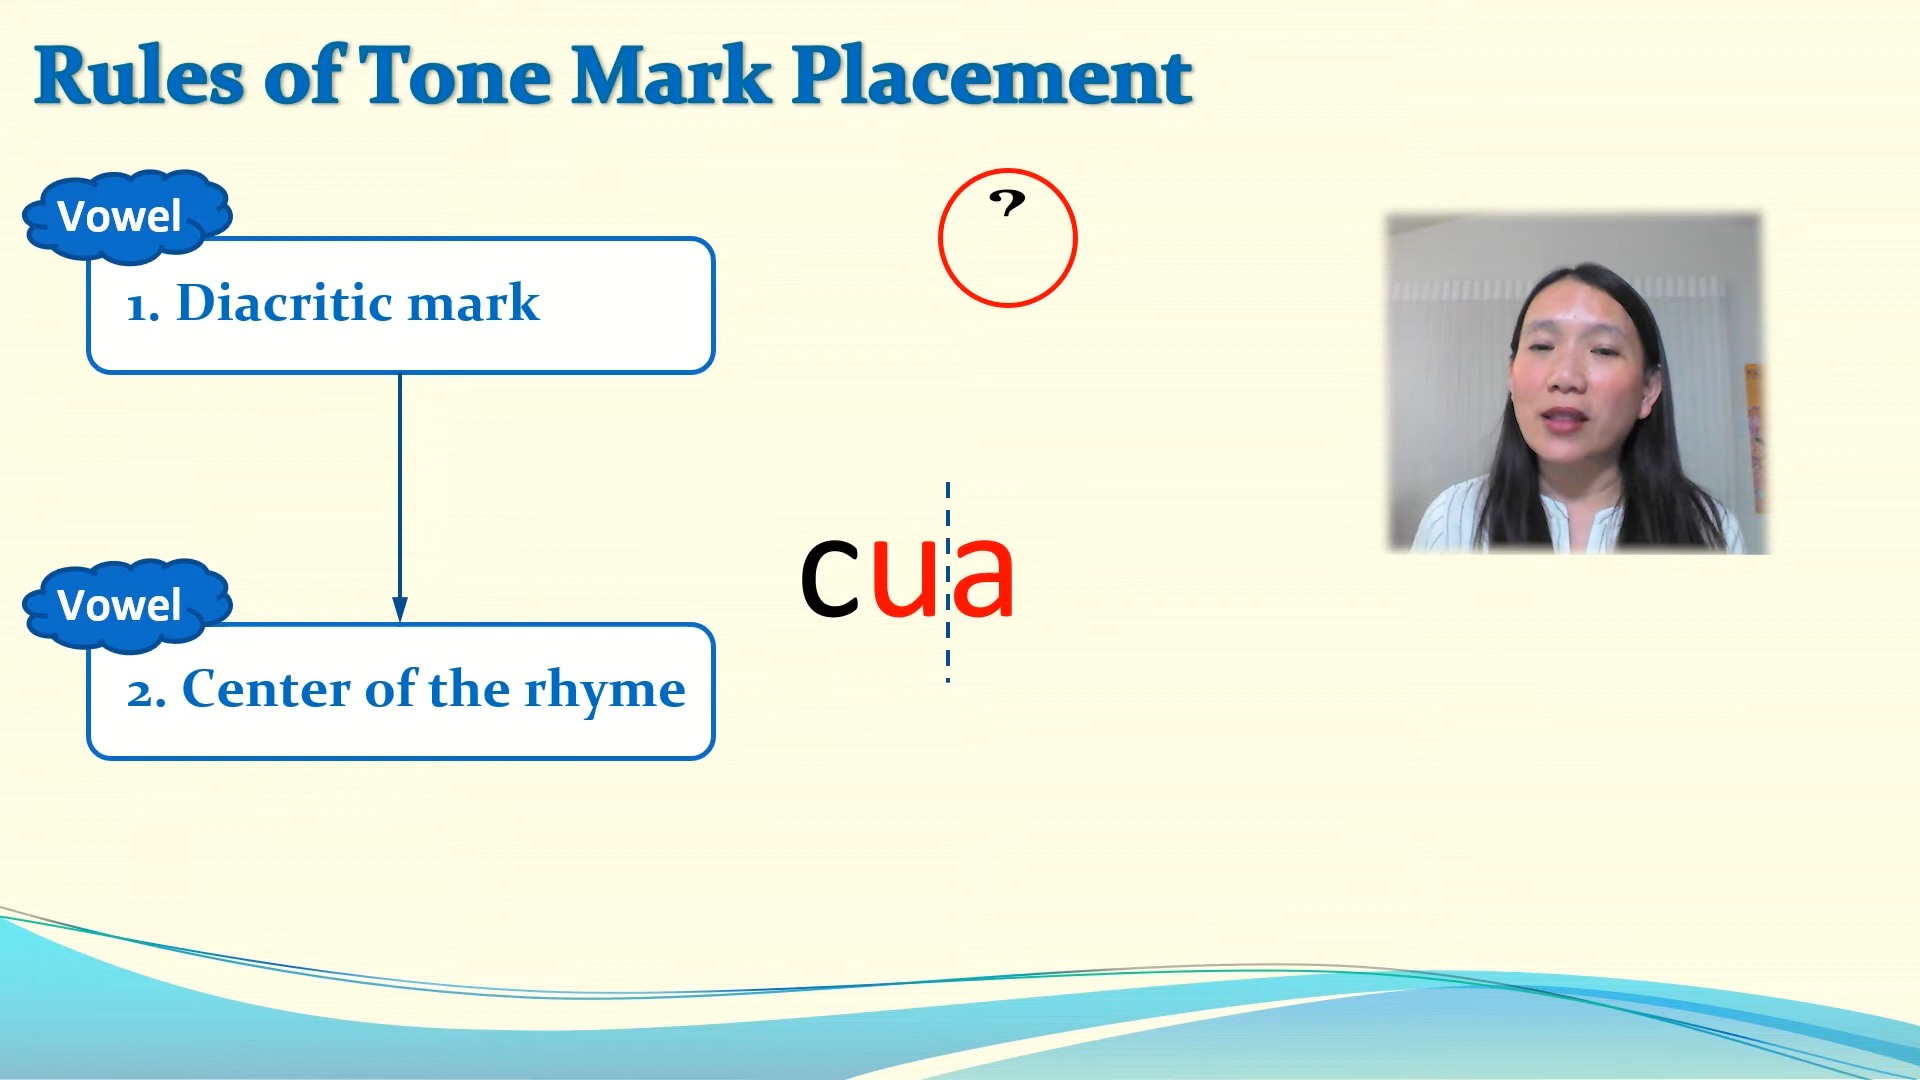 Rules of Tone Mark Placement
Vowel
1. Diacritic mark
?
Vowel
2. Center of the rhyme
cua